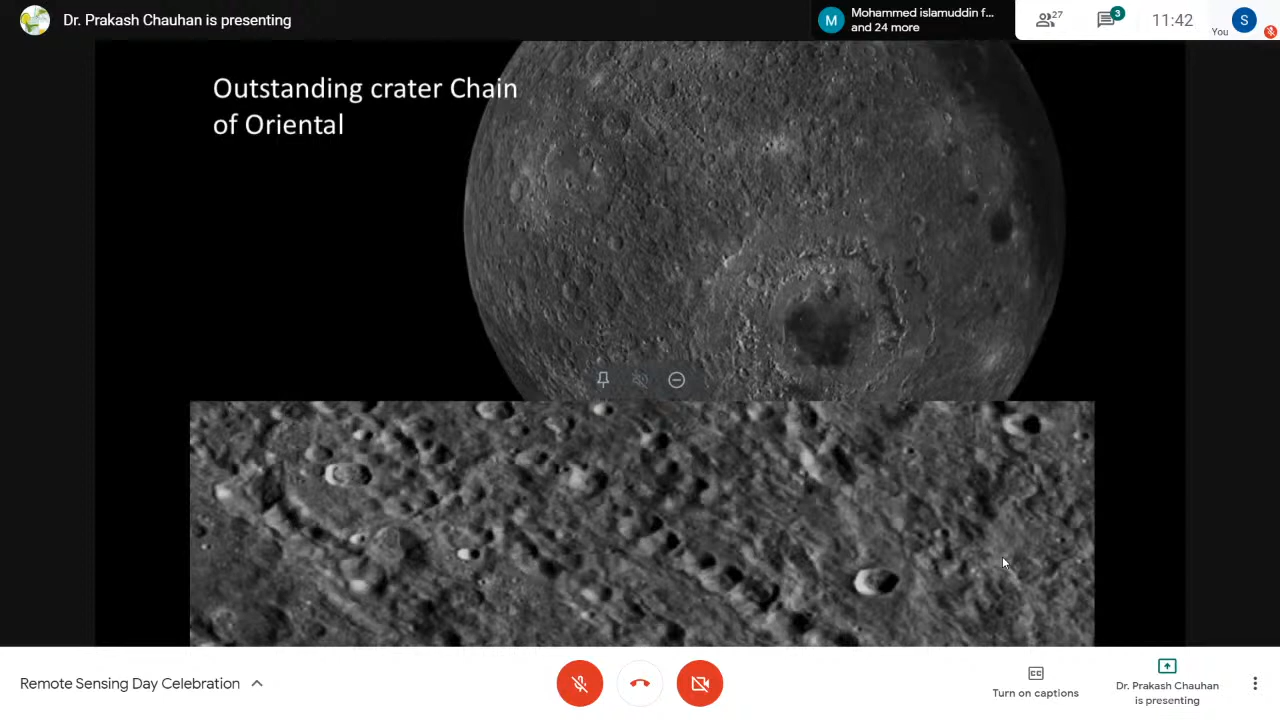 Dr. Prakash Chauhan is presenting
M
Mohammed islamuddin f...
and 24 more
27
3
11:42
You
S
Outstanding crater Chain
of Oriental
Remote Sensing Day Celebration
CC
Turn on captions
Dr. Prakash Chauhan
is presenting